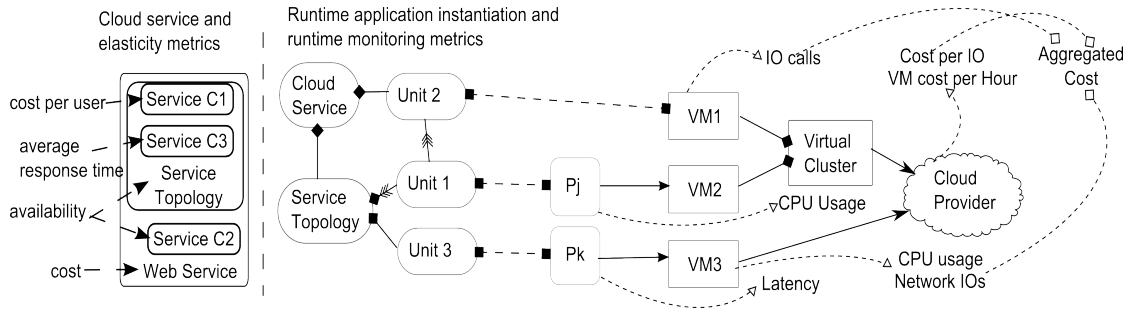 Cloud service and
elasticity metrics
cost per user
average
response time
availability
cost
Service C1
Service C3
Service
Topology
Service C2
Web Service
Runtime application instantiation and
runtime monitoring metrics
Cloud
Service
Unit 2
Service
Topology
Unit 1
Unit 3
Pj
Pk
VM1
VM2
VM3
Virtual
Cluster
Cloud
Provider
IO calls
Cost per IO
VM cost per Hour
Aggregated
Cost
CPU Usage
CPU usage
Network IOs
Latency